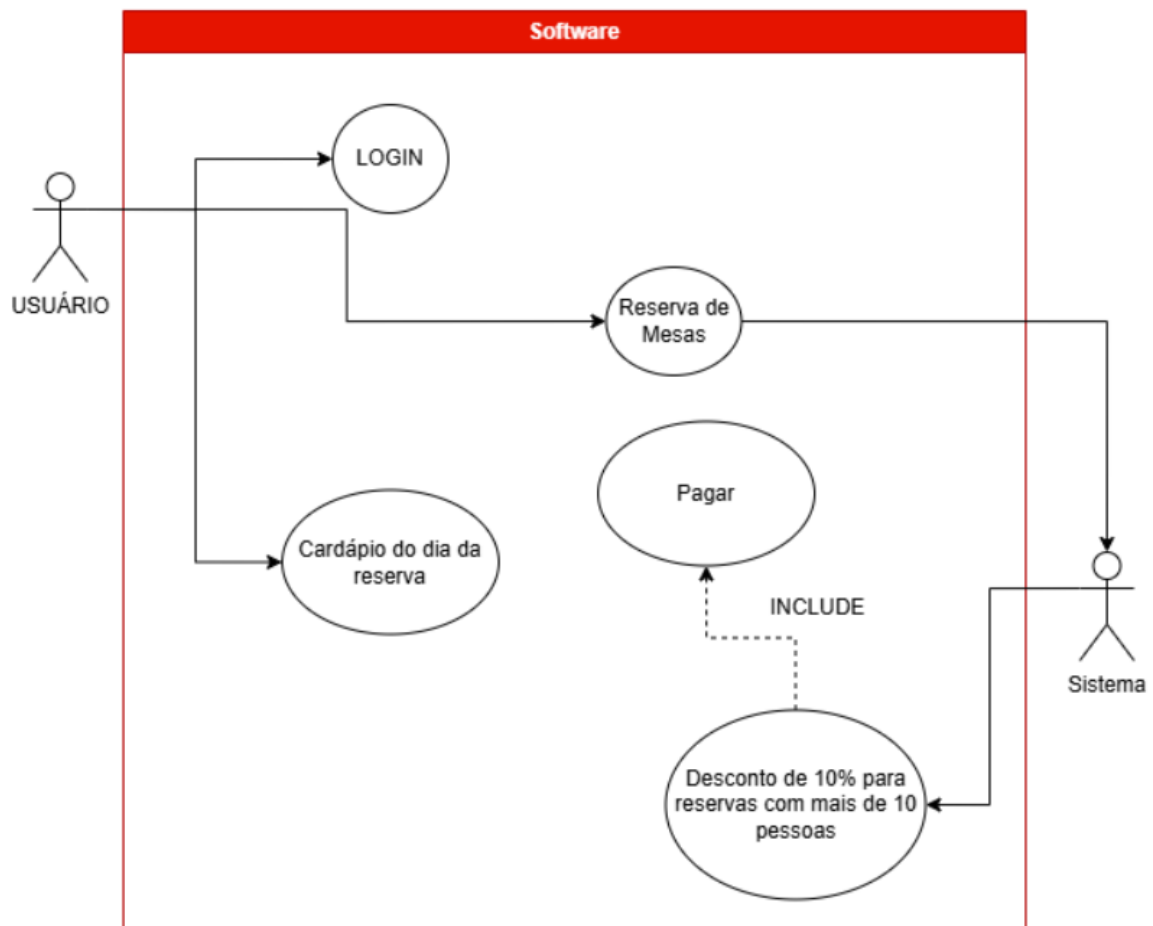 Software
LOGIN
USUÁRIO
Reserva de
Mesas
Pagar
Cardápio do dia da
reserva
INCLUDE
Sistema
Desconto de 10% para
reservas com mais de 10
pessoas